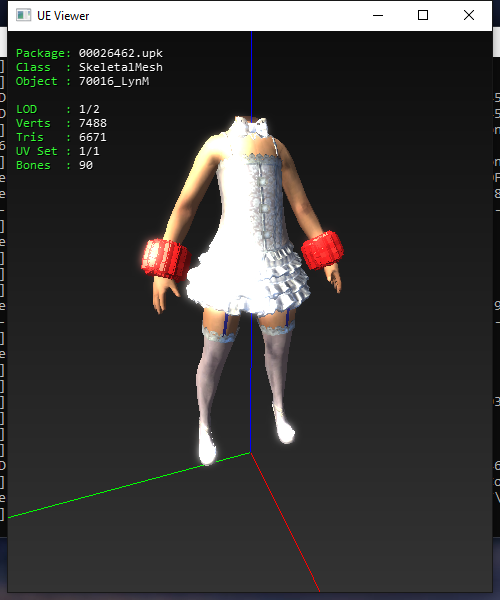 UE Viewer
Package: 00026462.upk
Class  : SkeletalMesh
Object : 70016_LynM
LOD    : 1/2
Verts  : 7488
Tris   : 6671
UV Set : 1/1
Bones  : 90